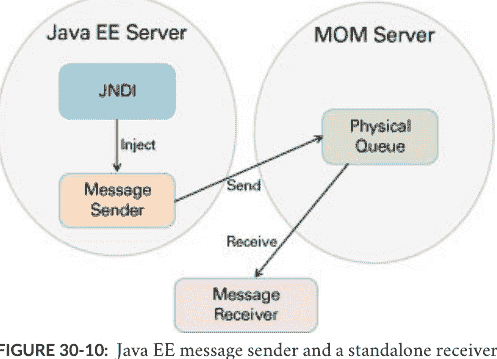 Java EE Server
MOM Server
JNDI
Inject
Physical
Queue
Message
Sender
Send
Receive
Message
Receiver
FIGURE 30-10: Java EE message sender and a standalone receiver